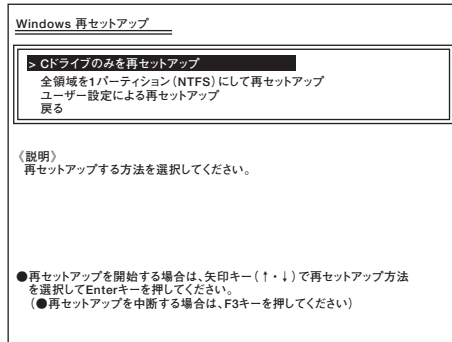 Windows 再セットアップ
> Cドライブのみを再セットアップ
全領域を1パーティション(NTFS)にして再セットアップ
ユーザー設定による再セットアップ
戻る
《説明》
再セットアップする方法を選択してください。
●再セットアップを開始する場合は、矢印キー(↑・↓)で再セットアップ方法
を選択してEnterキーを押してください。
(●再セットアップを中断する場合は、F3キーを押してください)